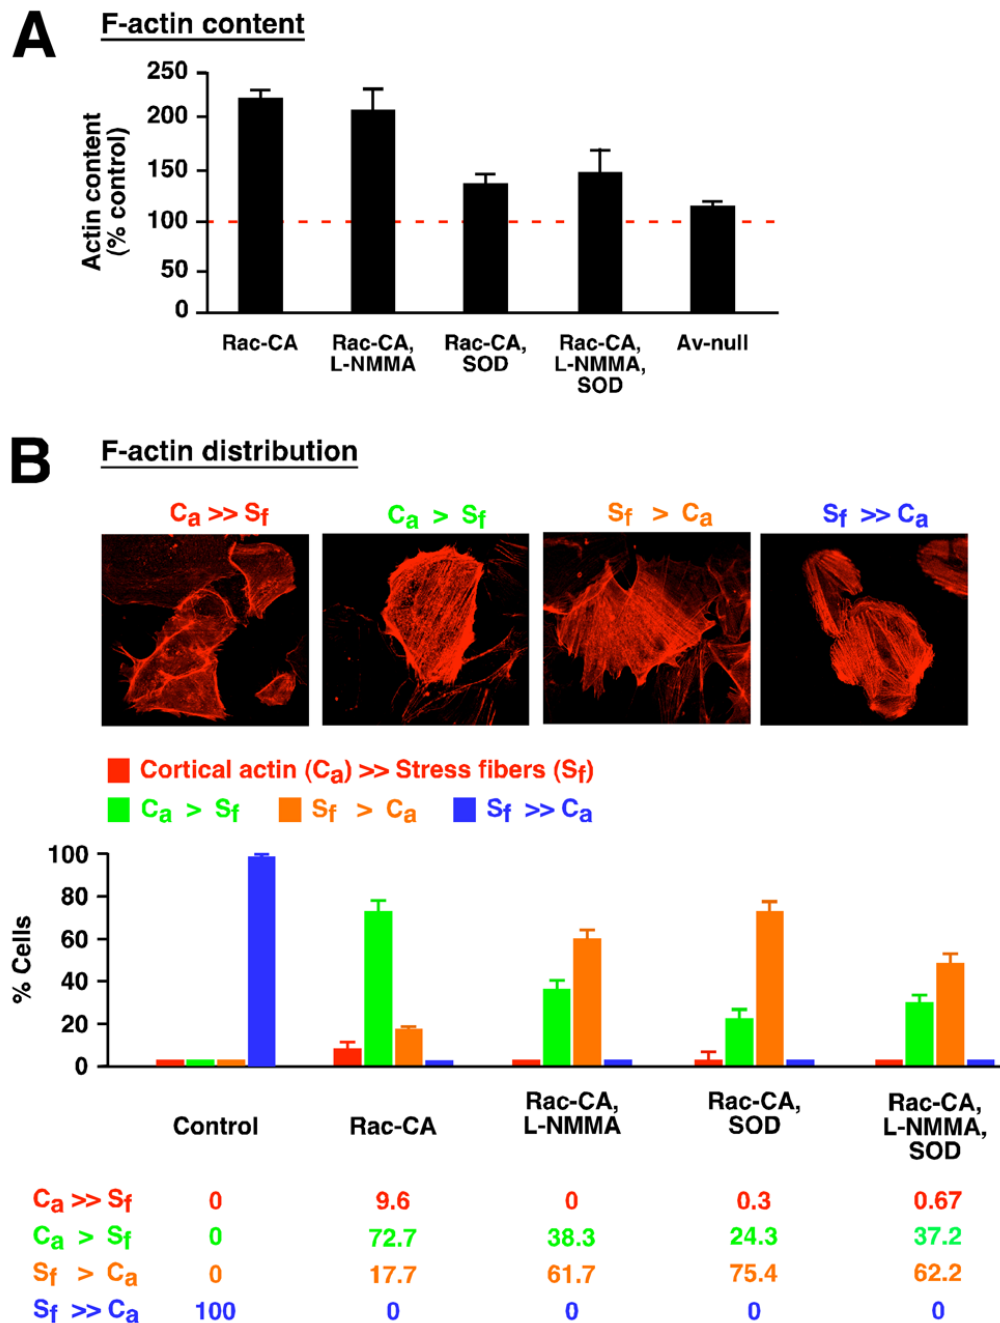 A F-actin content
250
200
150
100
50
0
Actin content
(% control)
Rac-CA
Rac-CA,
L-NMMA
Rac-CA,
SOD
Rac-CA,
L-NMMA,
SOD
Av-null
B F-actin distribution
Ca >> Sf
Ca > Sf
Sf > Ca
Sf >> Ca
Cortical actin (Ca) >> Stress fibers (Sf)
Ca > Sf Sf > Ca Sf >> Ca
100
80
60
40
20
0
% Cells
Control
Rac-CA
Rac-CA,
L-NMMA
Rac-CA,
SOD
Rac-CA,
L-NMMA,
SOD
Ca >> Sf 0 9.6 0 0.3 0.67
Ca > Sf 0 72.7 38.3 24.3 37.2
Sf > Ca 0 17.7 61.7 75.4 62.2
Sf >> Ca 100 0 0 0 0